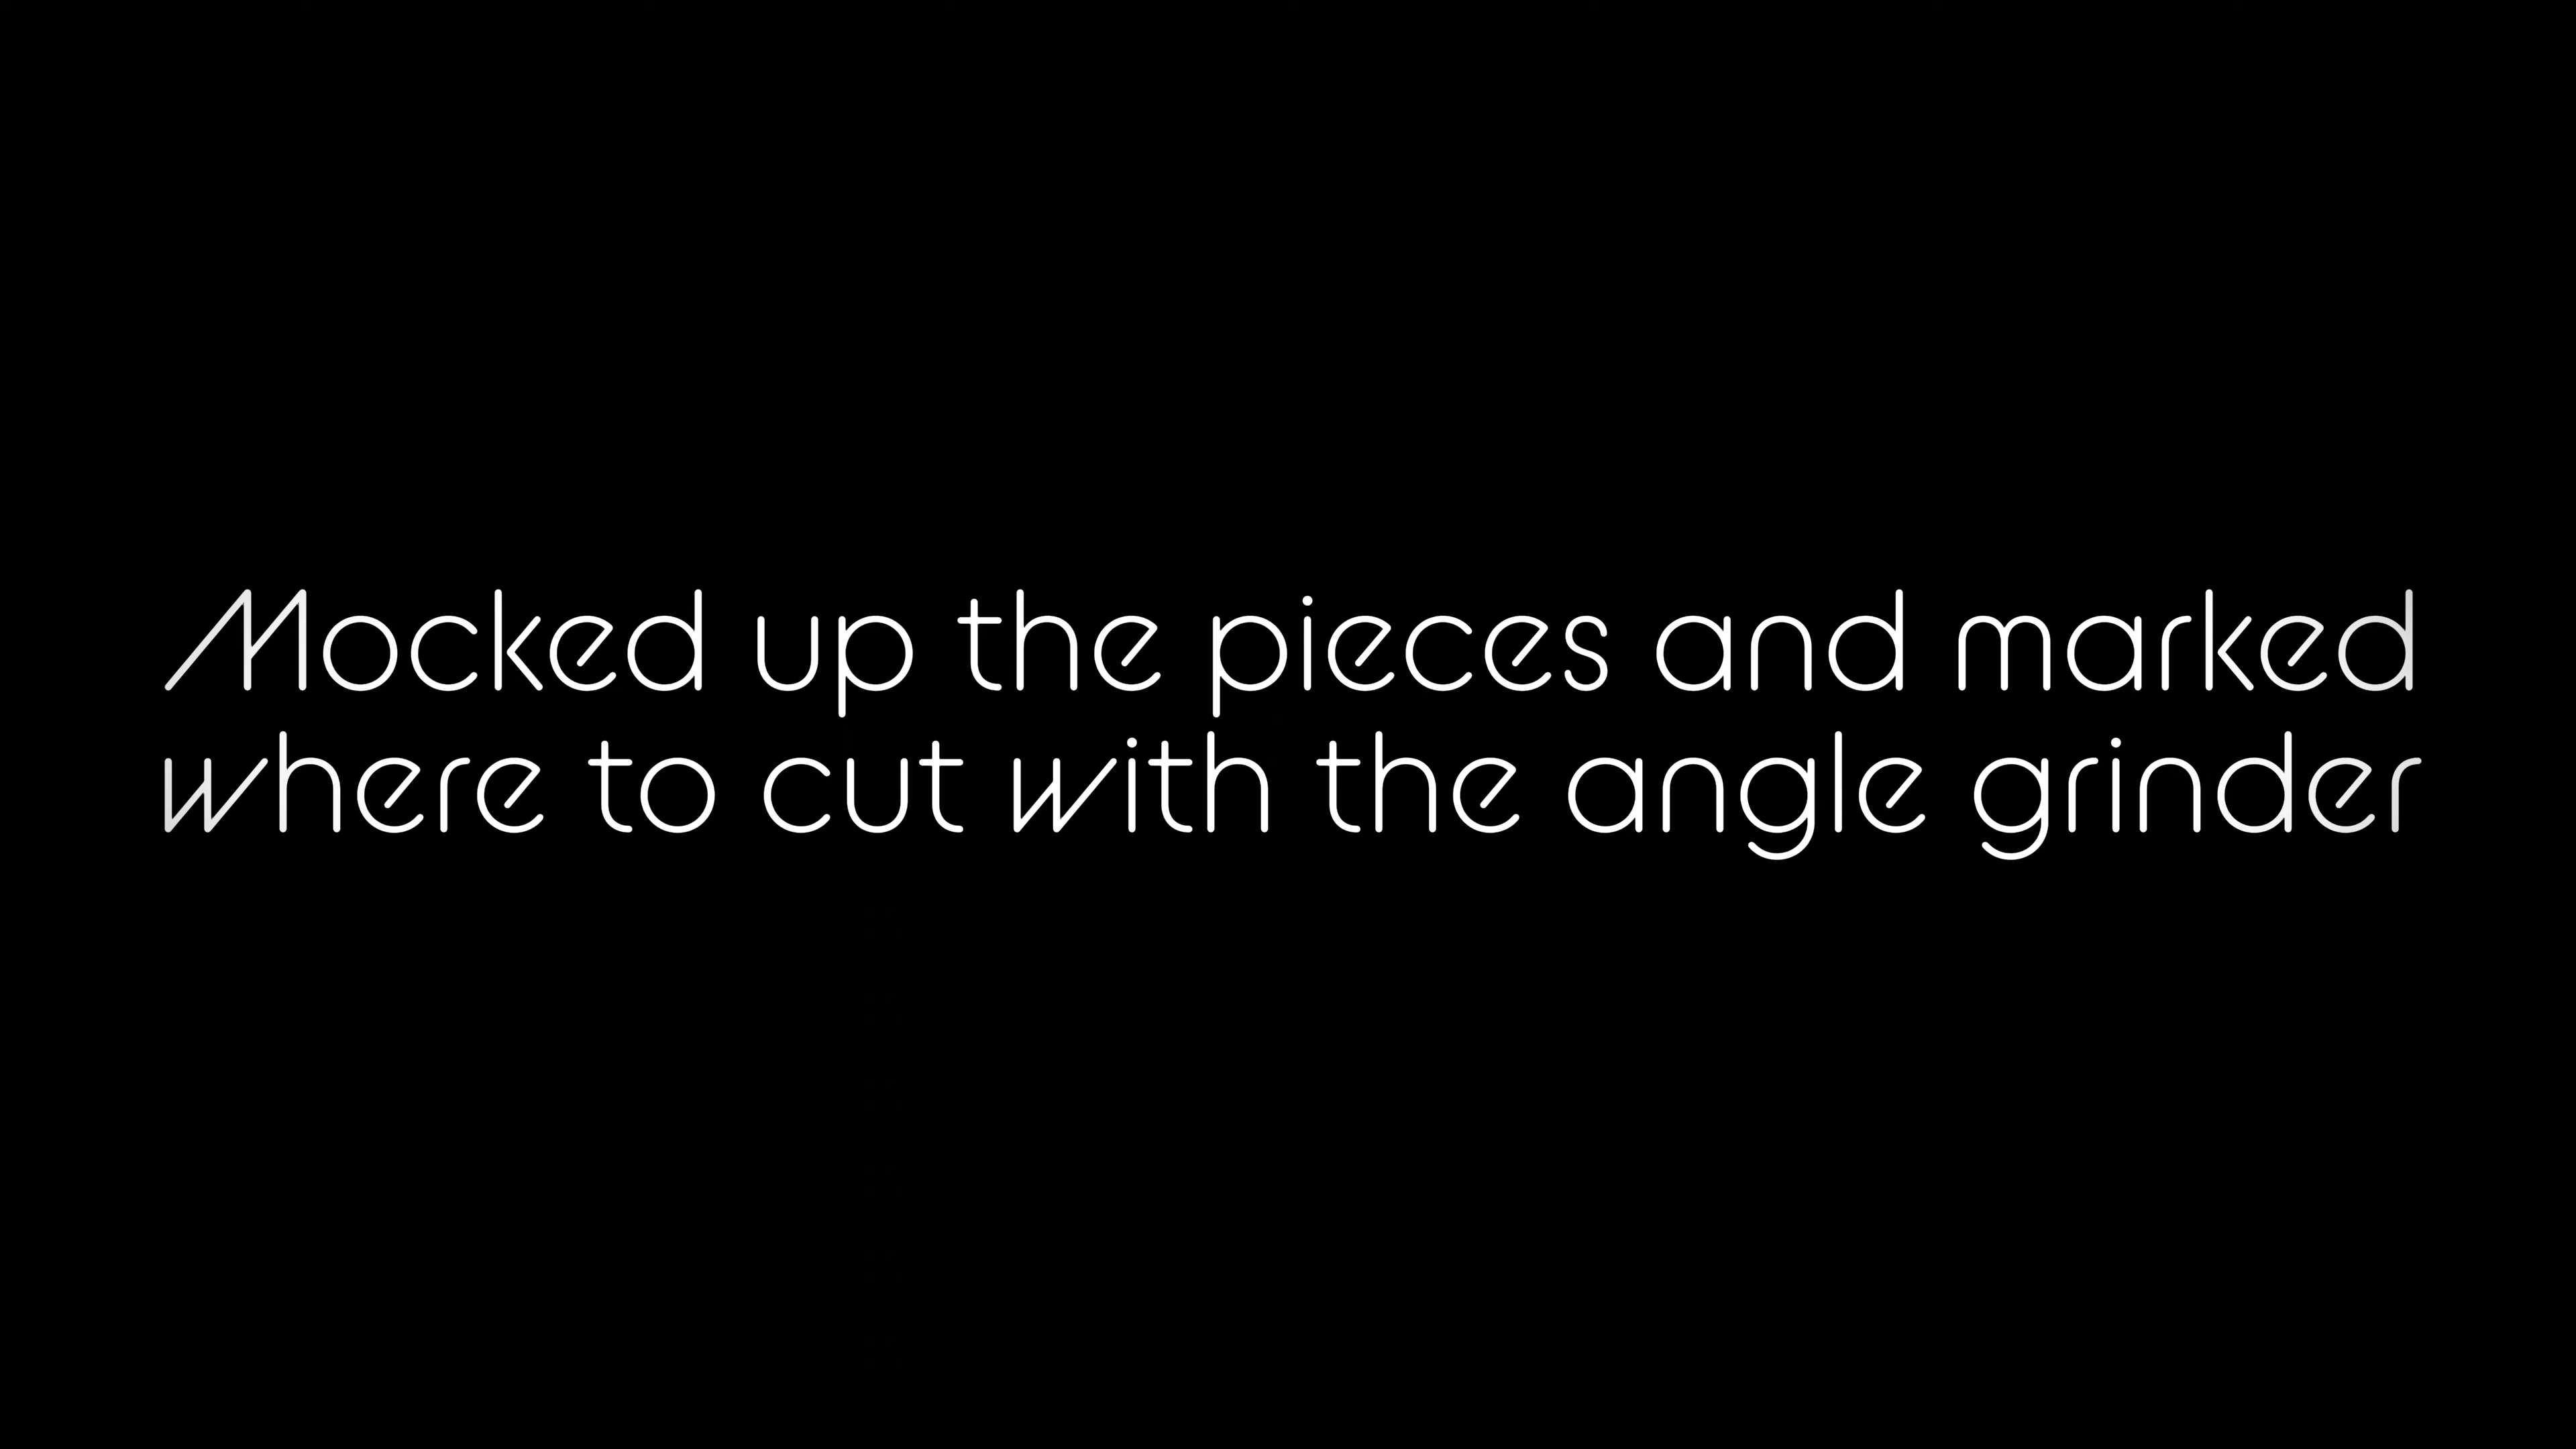 Mocked up the pieces and marked
where to cut with the angle grinder